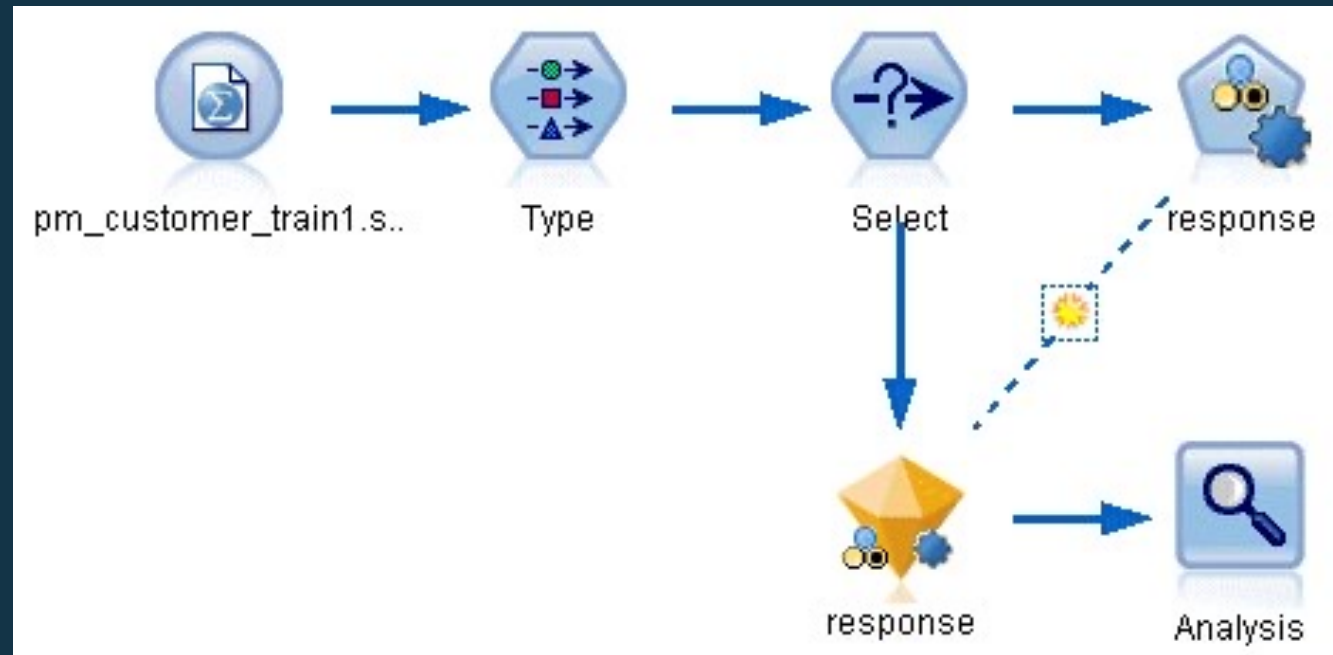 pm_customer_train1.s..
Type
Select
response
response
Analysis